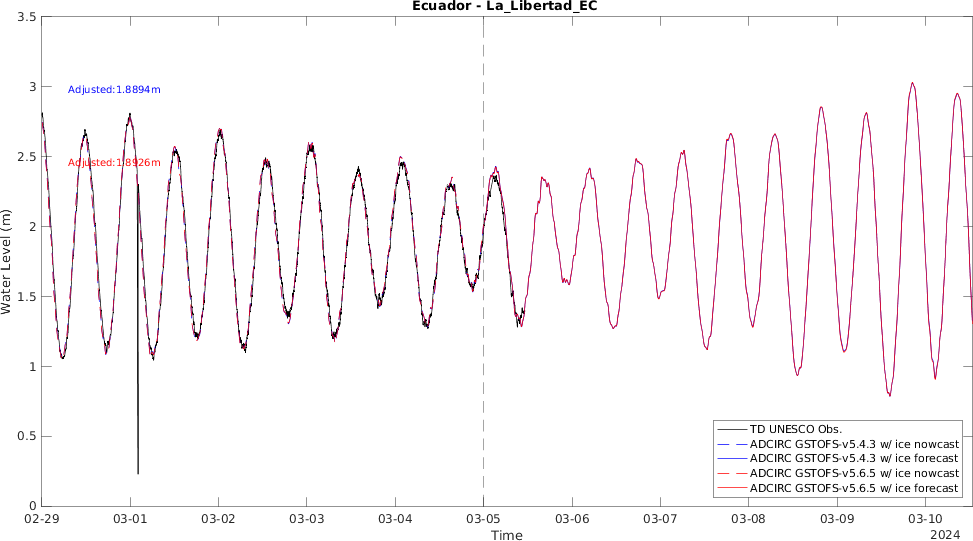 Ecuador - La_Libertad_EC
3.5
3
2.5
2
1.5
1
0.5
0
Water Level (m)
Adjusted:1.8894m
Adjusted:1.8926m
TD UNESCO Obs.
ADCIRC GSTOFS-v5.4.3 w/ ice nowcast
ADCIRC GSTOFS-v5.4.3 w/ ice forecast
ADCIRC GSTOFS-v5.6.5 w/ ice nowcast
ADCIRC GSTOFS-v5.6.5 w/ ice forecast
02-29 03-01 03-02 03-03 03-04 03-05 03-06 03-07 03-08 03-09 03-10
Time
2024